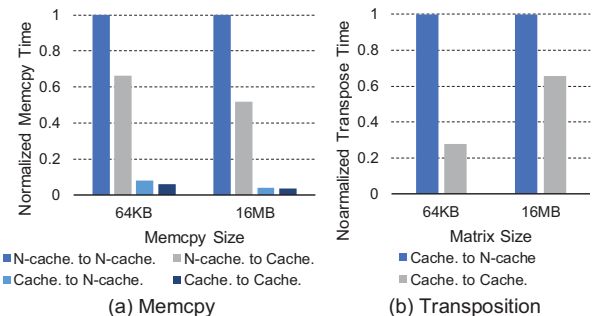 Normalized Memcpy Time
1
0.8
0.6
0.4
0.2
0
64KB 16MB
Memcpy Size
N-cache. to N-cache. N-cache. to Cache.
Cache. to N-cache. Cache. to Cache.
(a) Memcpy
Noarmalized Transpose Time
1
0.8
0.6
0.4
0.2
0
64KB 16MB
Matrix Size
Cache. to N-cache
Cache. to Cache.
(b) Transposition